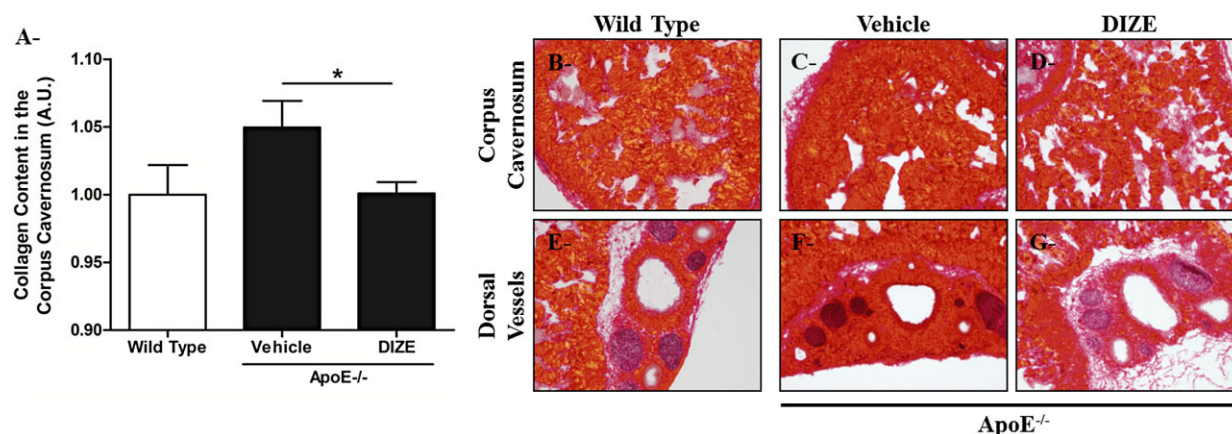 A-
Collagen Content in the
Corpus Cavernosum (A.U.)
1.10
1.05
1.00
0.95
0.90
*
Wild Type
Vehicle
DIZE
ApoE-/-
Wild Type
Vehicle
DIZE
Corpus
Cavernosum
B-
C-
D-
Dorsal
Vessels
E-
F-
G-
ApoE-/-